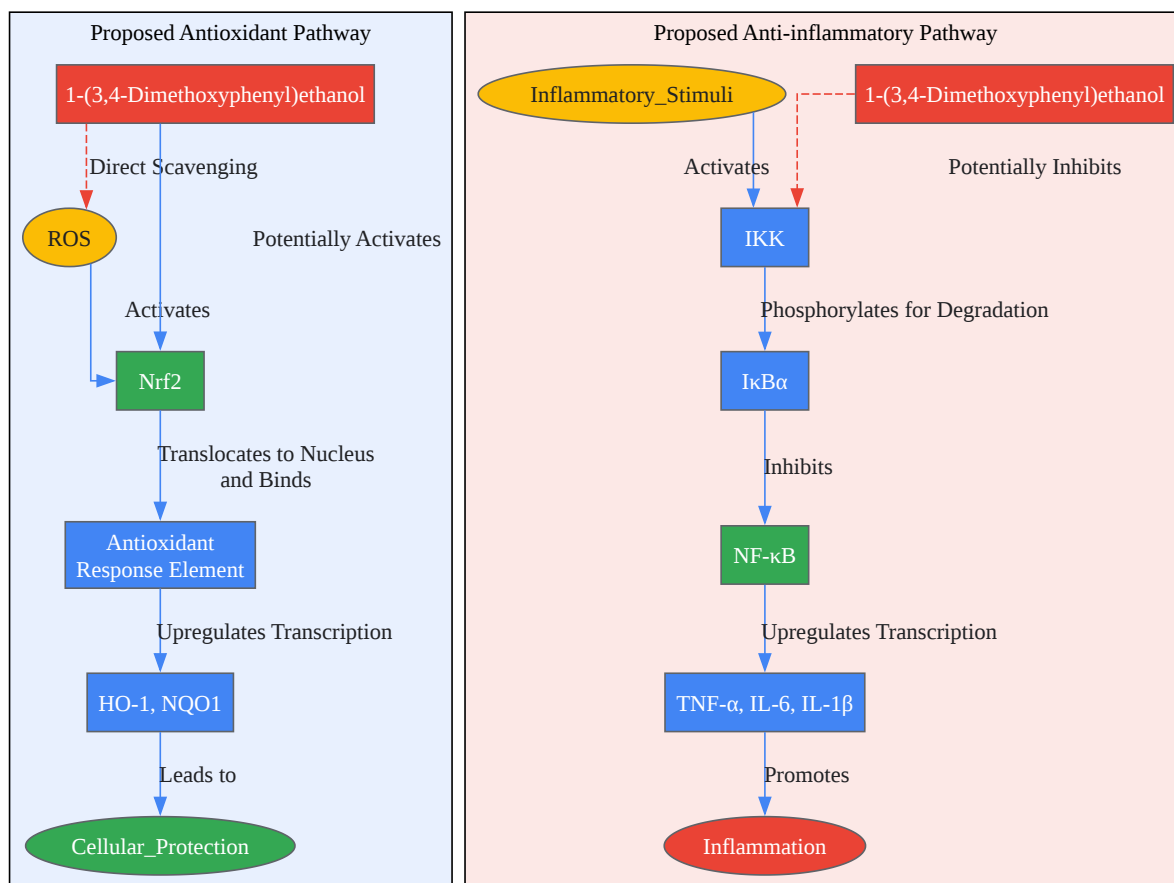 Proposed Antioxidant Pathway
1-(3,4-Dimethoxyphenyl)ethanol
Direct Scavenging
ROS
Potentially Activates
Activates
Nrf2
Translocates to Nucleus
and Binds
Antioxidant
Response Element
Upregulates Transcription
HO-1, NQO1
Leads to
Cellular_Protection
Proposed Anti-inflammatory Pathway
Inflammatory_Stimuli
1-(3,4-Dimethoxyphenyl)ethanol
Activates
Potentially Inhibits
IKK
Phosphorylates for Degradation
IκBα
Inhibits
NF-κB
Upregulates Transcription
TNF-α, IL-6, IL-1β
Promotes
Inflammation